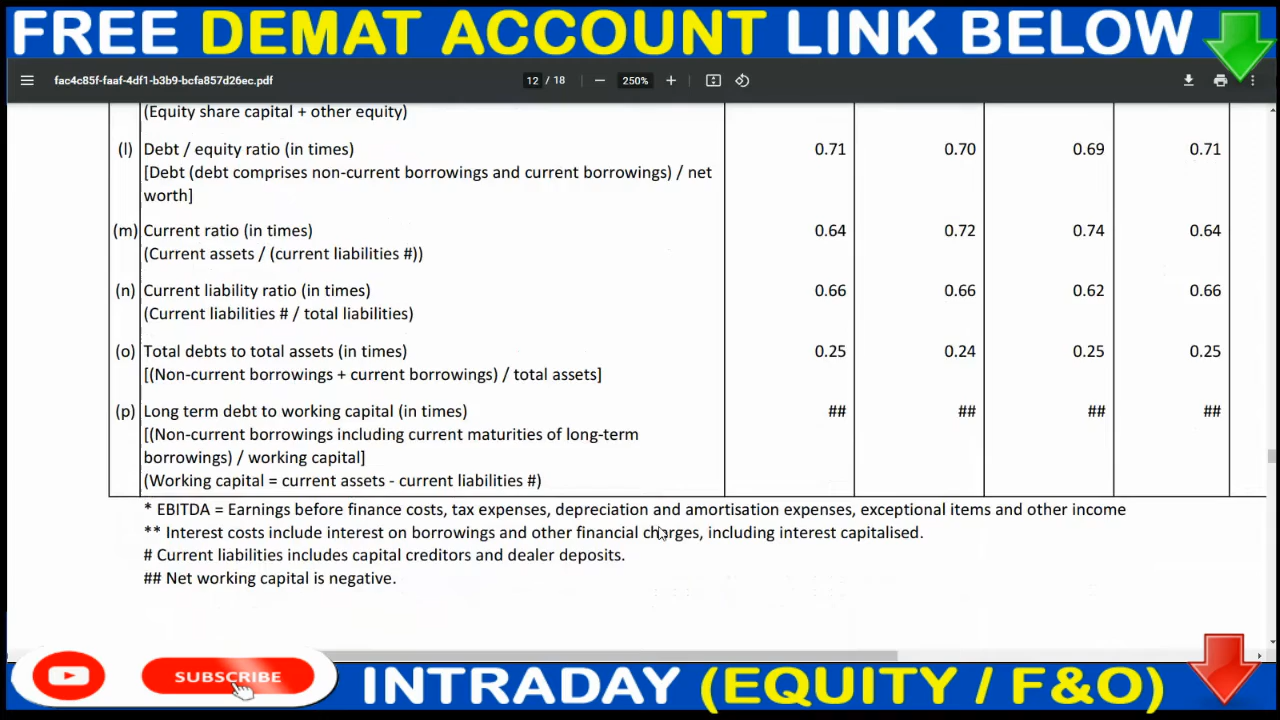 FREE DEMAT ACCOUNT LINK BELOW
fac4c85f-faaf-4df1-b3b9-bcfa857d26ec.pdf 12 / 18 250%
(Equity share capital + other equity)
(l) Debt / equity ratio (in times) 0.71 0.70 0.69 0.71
[Debt (debt comprises non-current borrowings and current borrowings) / net
worth]
(m) Current ratio (in times) 0.64 0.72 0.74 0.64
(Current assets / (current liabilities #))
(n) Current liability ratio (in times) 0.66 0.66 0.62 0.66
(Current liabilities # / total liabilities)
(o) Total debts to total assets (in times) 0.25 0.24 0.25 0.25
[(Non-current borrowings + current borrowings) / total assets]
(p) Long term debt to working capital (in times) ## ## ## ##
[(Non-current borrowings including current maturities of long-term
borrowings) / working capital]
(Working capital = current assets - current liabilities #)
* EBITDA = Earnings before finance costs, tax expenses, depreciation and amortisation expenses, exceptional items and other income
** Interest costs include interest on borrowings and other financial charges, including interest capitalised.
# Current liabilities includes capital creditors and dealer deposits.
## Net working capital is negative.
SUBSCRIBE
INTRADAY (EQUITY / F&O)